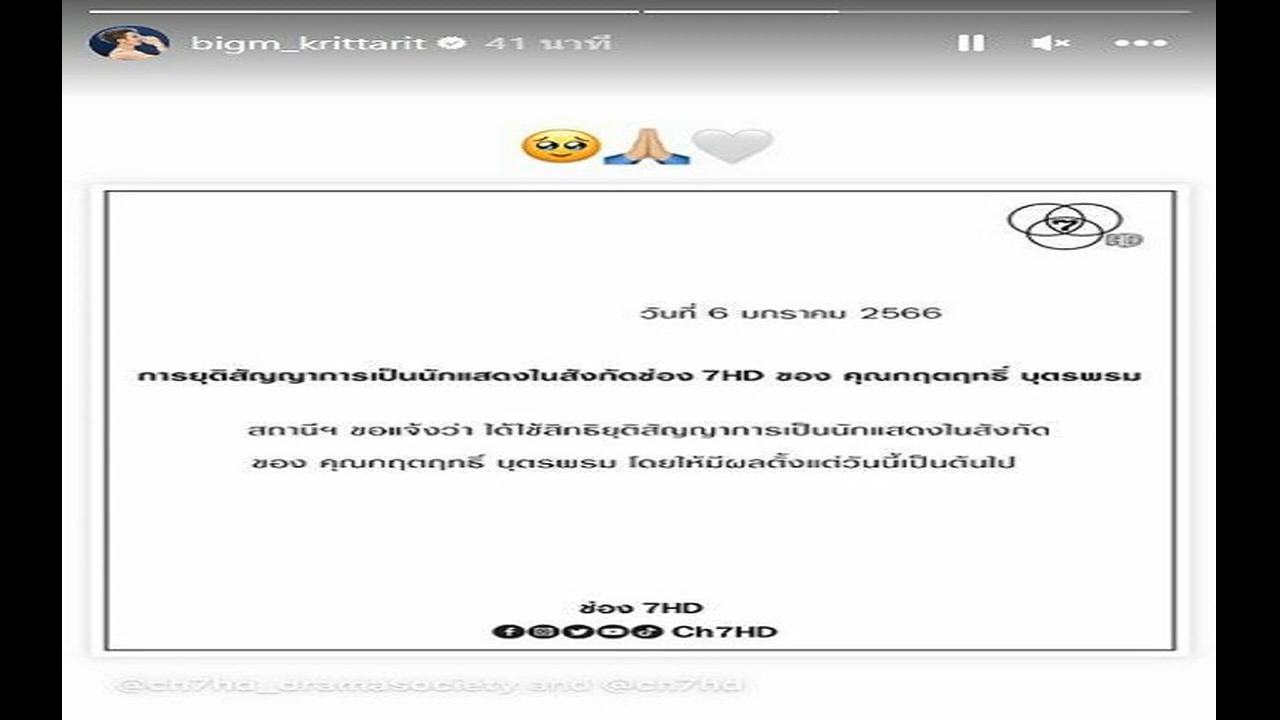 bigm_krittarit 41 นาที
7 HD
วันที่ 6 มกราคม 2566
การยุติสัญญาการเป็นนักแสดงในสังกัดช่อง 7HD ของ คุณกฤตฤทธิ์ บุตรพรม
สถานีฯ ขอแจ้งว่า ได้ใช้สิทธิยุติสัญญาการเป็นนักแสดงในสังกัด
ของ คุณกฤตฤทธิ์ บุตรพรม โดยให้มีผลตั้งแต่วันนี้เป็นต้นไป
ช่อง 7HD
Ch7HD
@ch7hd_dramasociety and @ch7hd